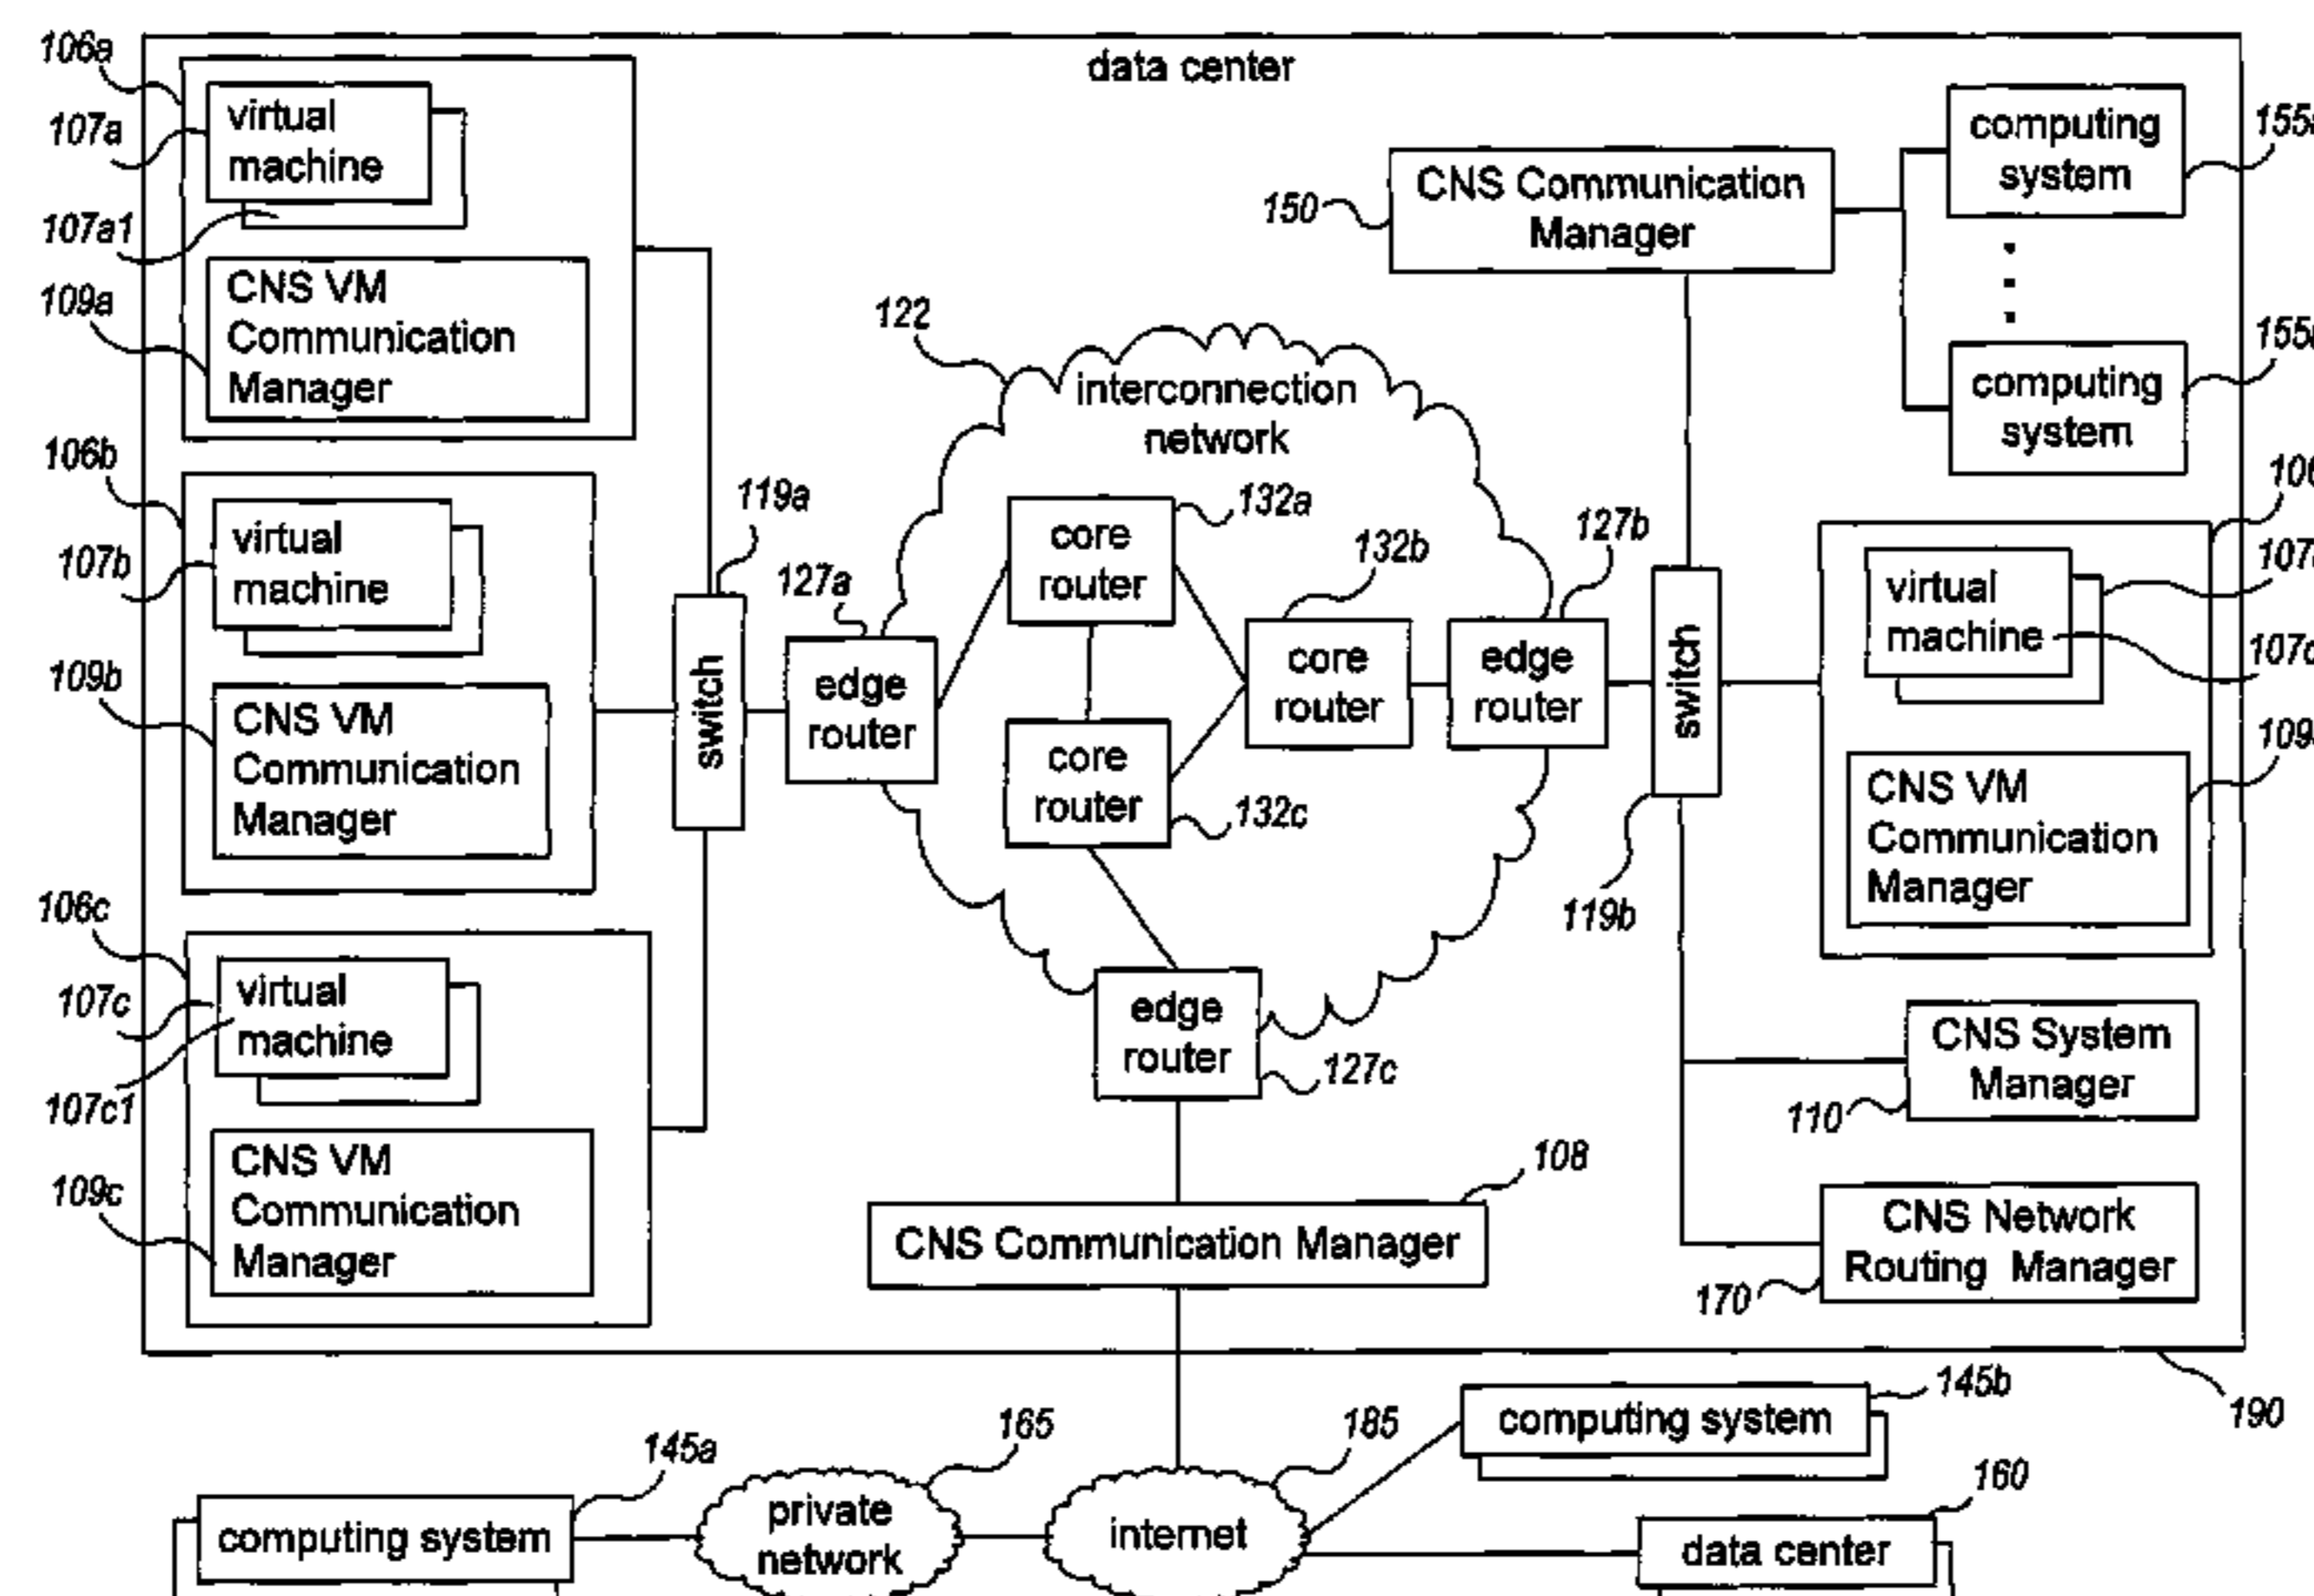 data center
106a
107a
virtual
machine
107a1
109a
CNS VM
Communication
Manager
106b
107b
virtual
machine
109b
CNS VM
Communication
Manager
106c
107c
virtual
machine
107c1
109c
CNS VM
Communication
Manager
119a
switch
127a
edge
router
122
interconnection
network
132a
core
router
132b
core
router
132c
core
router
127b
edge
router
127c
edge
router
108
CNS Communication Manager
150
CNS Communication
Manager
computing
system
computing
system
119b
switch
virtual
machine
CNS VM
Communication
Manager
CNS System
Manager
110
CNS Network
Routing Manager
170
190
145a
computing system
165
private
network
185
internet
145b
computing system
160
data center